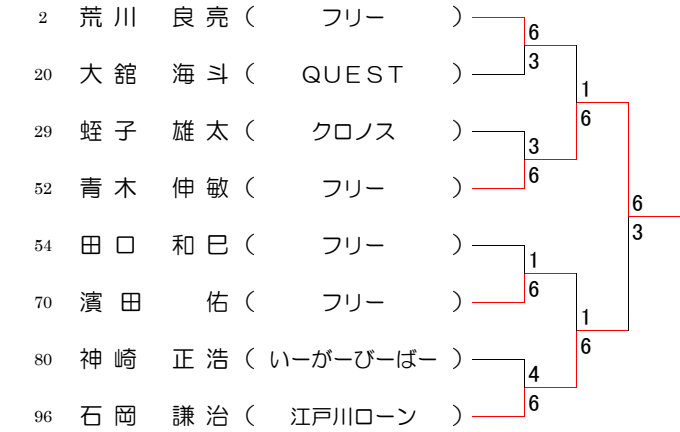 2 荒川 良亮 ( フリー )
6
20 大舘 海斗 ( QUEST )
3
1
29 蛭子 雄太 ( クロノス )
6
3
52 青木 伸敏 ( フリー )
6
6
54 田口 和巳 ( フリー )
3
1
70 濱田 佑 ( フリー )
6
1
80 神崎 正浩 ( いーがーびーばー )
6
4
96 石岡 謙治 ( 江戸川ローン )
6